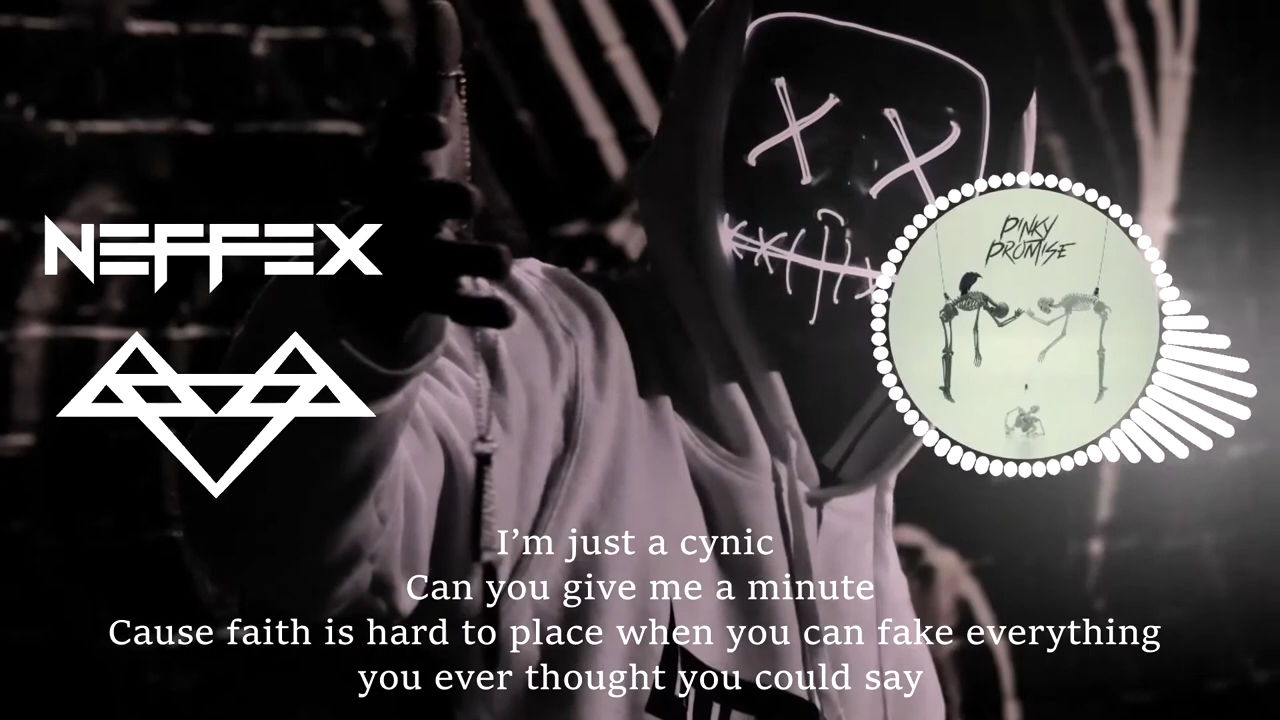 NEFFEX
PINKY
PROMISE
I’m just a cynic
Can you give me a minute
Cause faith is hard to place when you can fake everything
you ever thought you could say